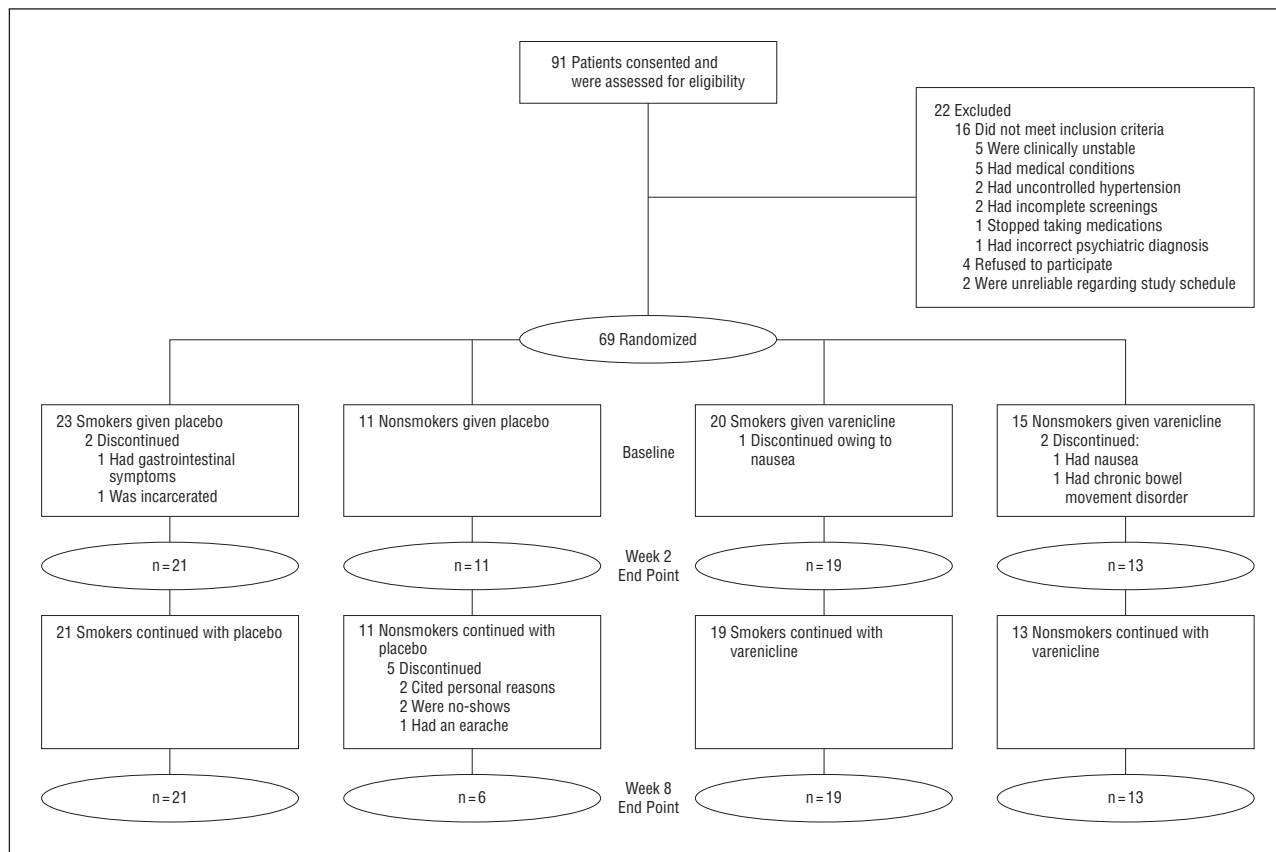 91 Patients consented and
were assessed for eligibility
22 Excluded
16 Did not meet inclusion criteria
5 Were clinically unstable
5 Had medical conditions
2 Had uncontrolled hypertension
2 Had incomplete screenings
1 Stopped taking medications
1 Had incorrect psychiatric diagnosis
4 Refused to participate
2 Were unreliable regarding study schedule
69 Randomized
23 Smokers given placebo
2 Discontinued
1 Had gastrointestinal
symptoms
1 Was incarcerated
11 Nonsmokers given placebo
Baseline
20 Smokers given varenicline
1 Discontinued owing to
nausea
15 Nonsmokers given varenicline
2 Discontinued:
1 Had nausea
1 Had chronic bowel
movement disorder
n=21
n=11
Week 2
End Point
n=19
n=13
21 Smokers continued with placebo
11 Nonsmokers continued with
placebo
5 Discontinued
2 Cited personal reasons
2 Were no-shows
1 Had an earache
19 Smokers continued with
varenicline
13 Nonsmokers continued with
varenicline
n=21
n=6
Week 8
End Point
n=19
n=13